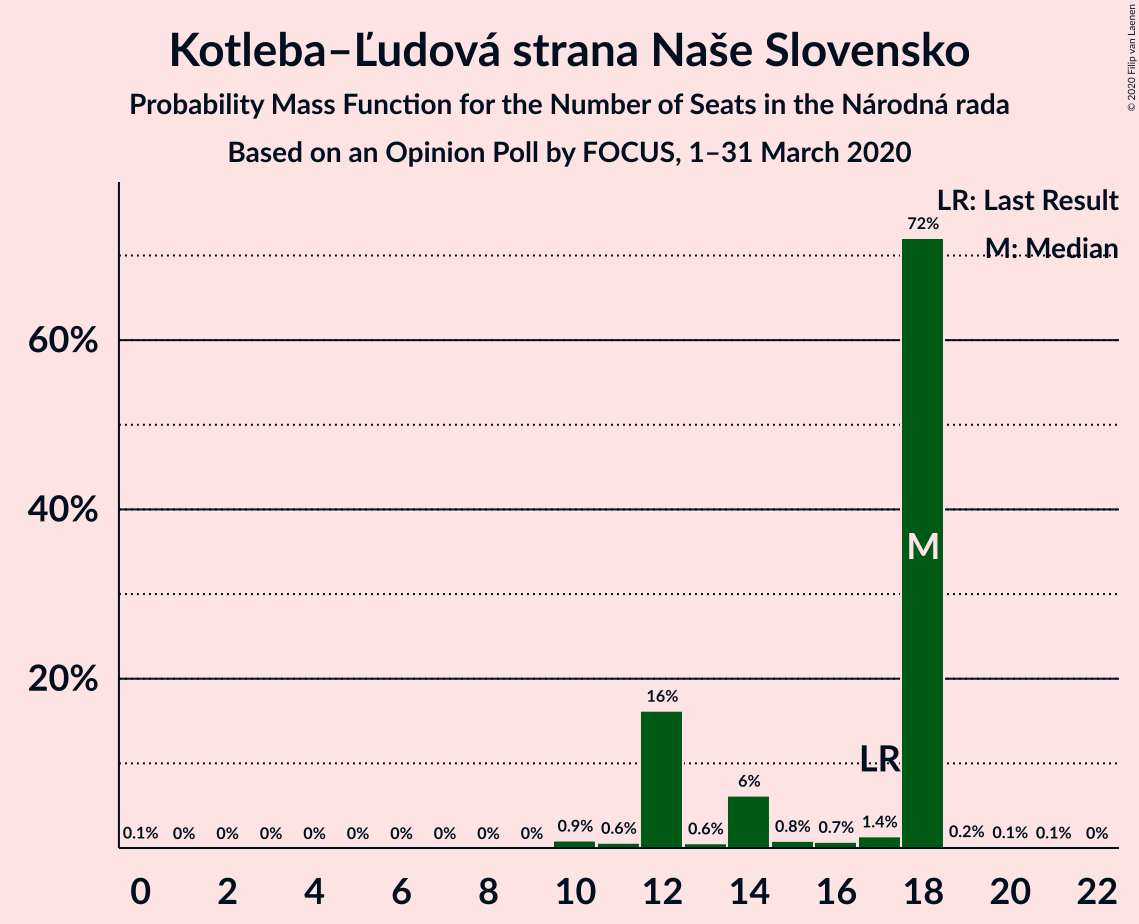 Kotleba–Ľudová strana Naše Slovensko
Probability Mass Function for the Number of Seats in the Národná rada
Based on an Opinion Poll by FOCUS, 1–31 March 2020
© 2020 Filip van Laenen
LR: Last Result
M: Median
60%
40%
20%
0.1% 0% 0% 0% 0% 0% 0% 0% 0% 0% 0.9% 0.6% 16% 0.6% 6% 0.8% 0.7% 1.4% 72% 0.2% 0.1% 0.1% 0%
LR
M
0 2 4 6 8 10 12 14 16 18 20 22